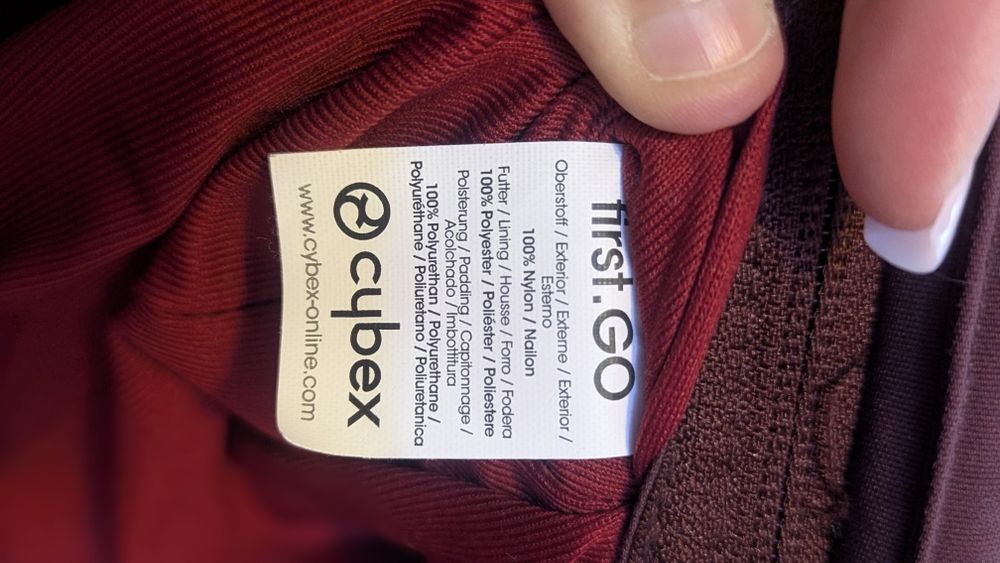 first.GO
Oberstoff / Exterior / Externe / Exterior /
Esterno
100% Nylon / Nailon
Futter / Lining / Housse / Forro / Fodera
100% Polyester / Poliéster / Poliestere
Polsterung / Padding / Capitonnage /
Acolchado / Imbottitura
100% Polyurethan / Polyurethane /
Polyuréthane / Poliuretano / Poliuretanica
cybex
www.cybex-online.com